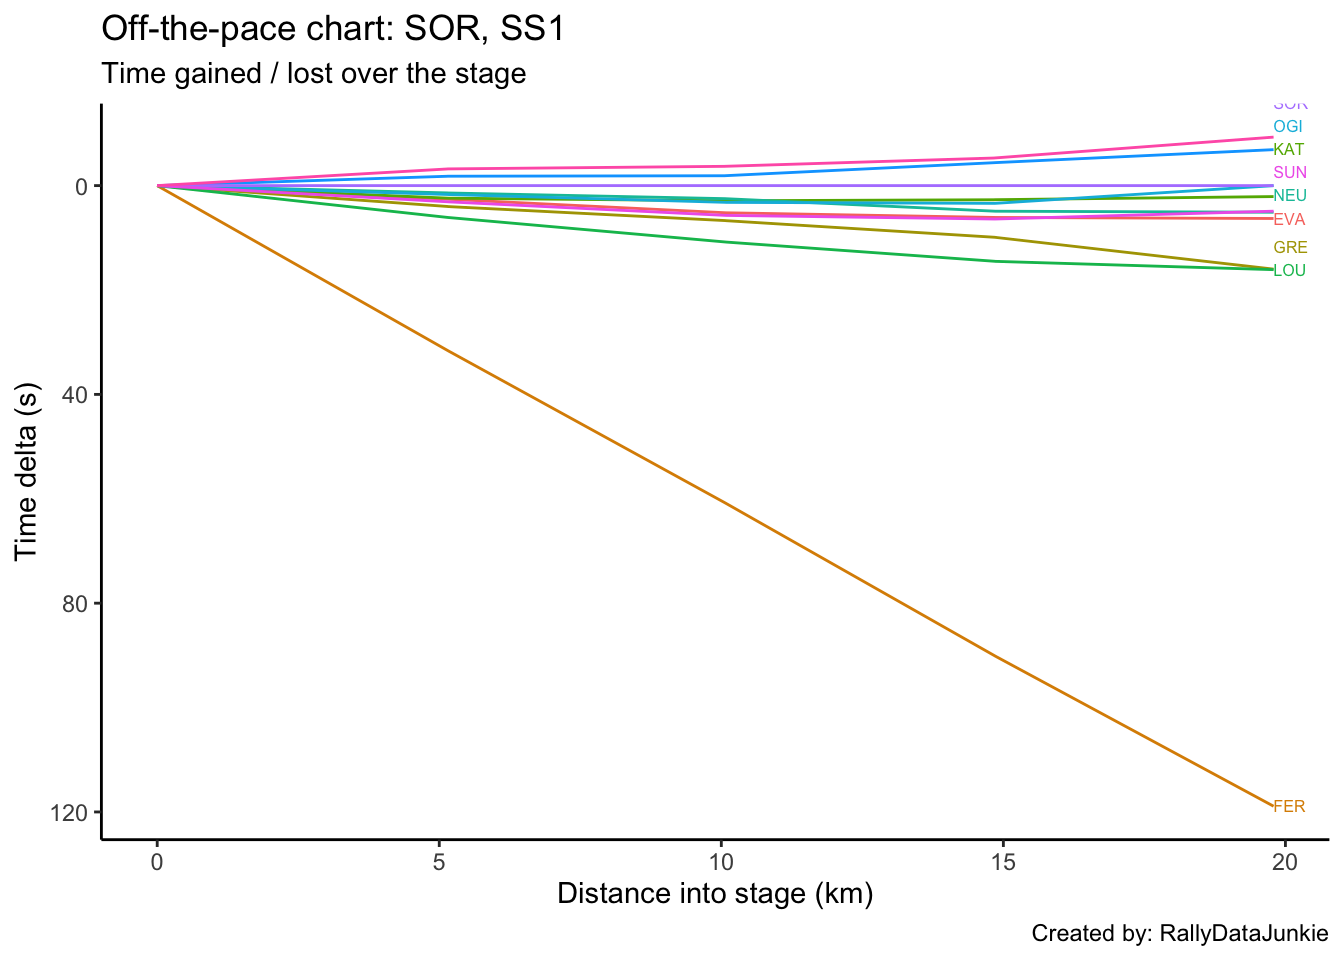 Off-the-pace chart: SOR, SS1
Time gained / lost over the stage
SOR
OGI
KAT
SUN
NEU
EVA
GRE
LOU
FER
0
40
80
120
Time delta (s)
0 5 10 15 20
Distance into stage (km)
Created by: RallyDataJunkie